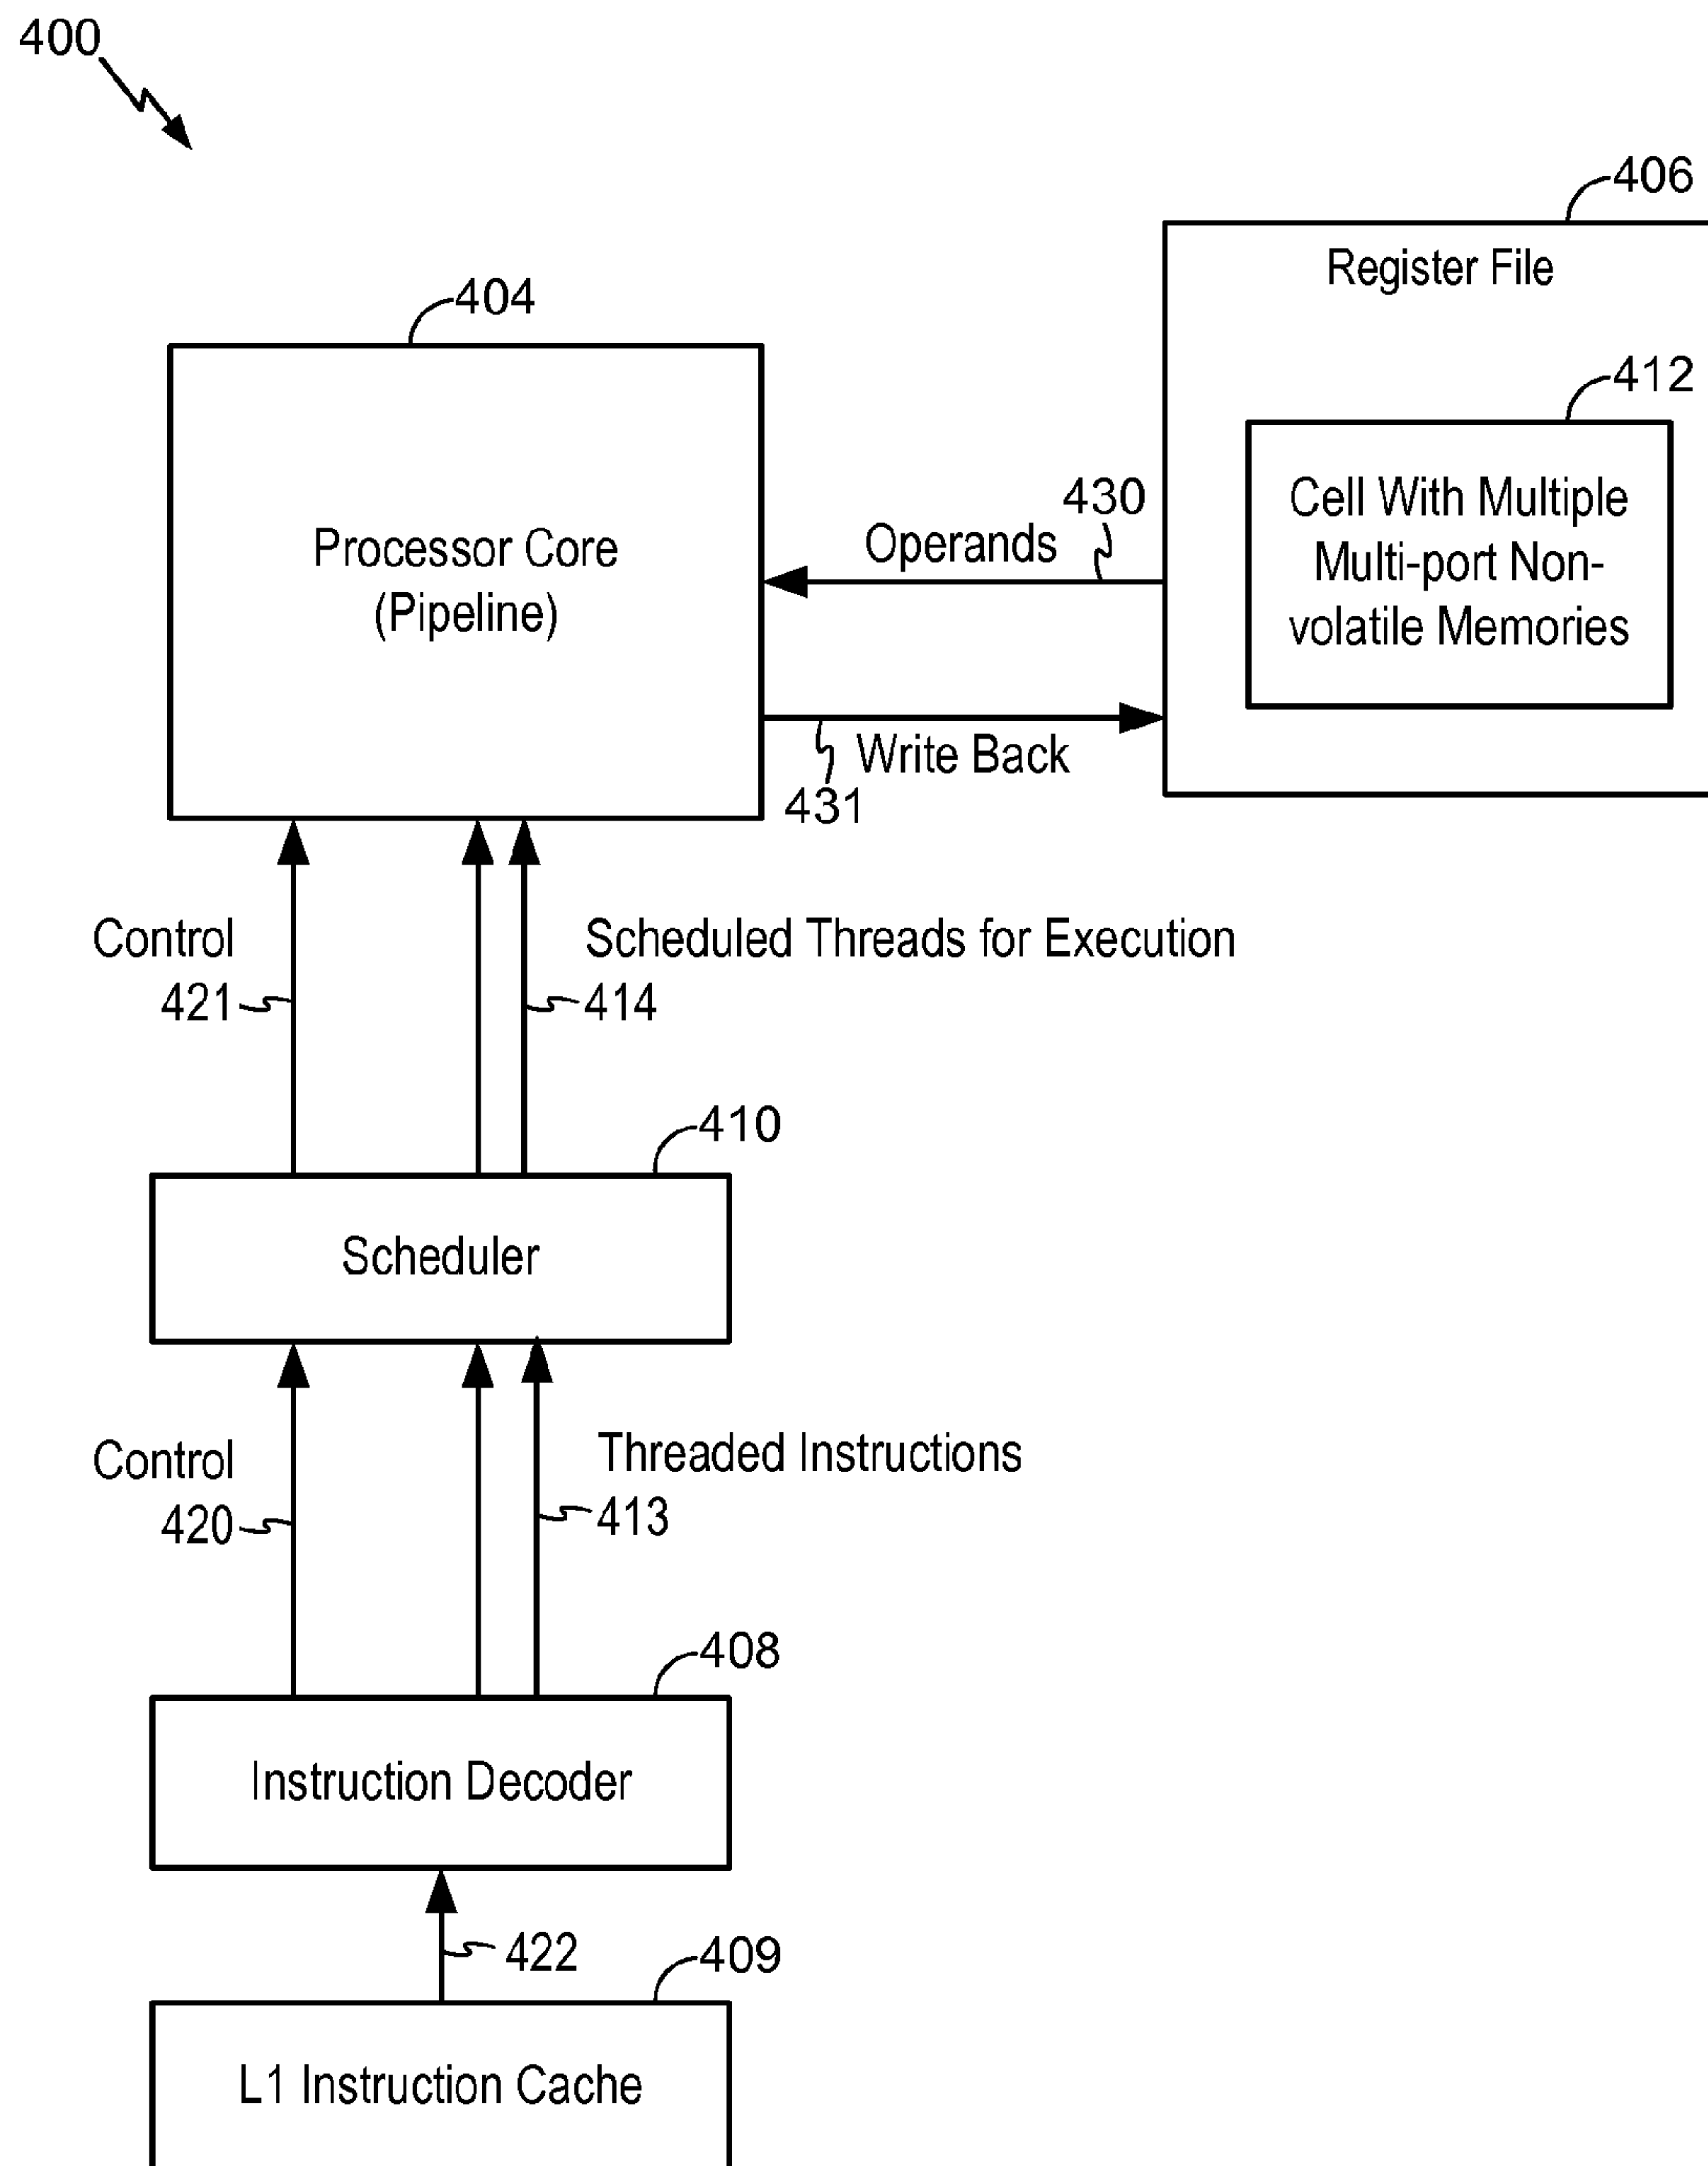 400
406
Register File
404
412
Cell With Multiple
Multi-port Non-
volatile Memories
430
Operands
Processor Core
(Pipeline)
Write Back
431
Control
421
Scheduled Threads for Execution
414
410
Scheduler
Control
420
Threaded Instructions
413
408
Instruction Decoder
422
409
L1 Instruction Cache